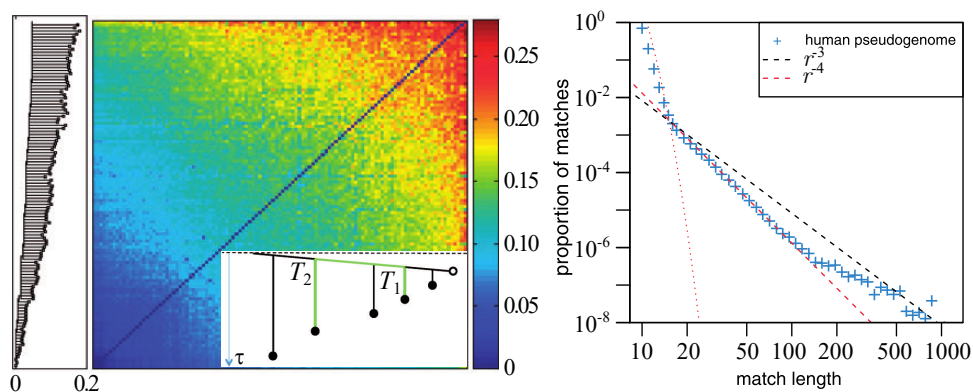 0 0.2
T2
T1
τ
0.25
0.20
0.15
0.10
0.05
0
proportion of matches
10^0
10^-2
10^-4
10^-6
10^-8
human pseudogenome
r^-3
r^-4
10 20 50 100 200 500 1000
match length